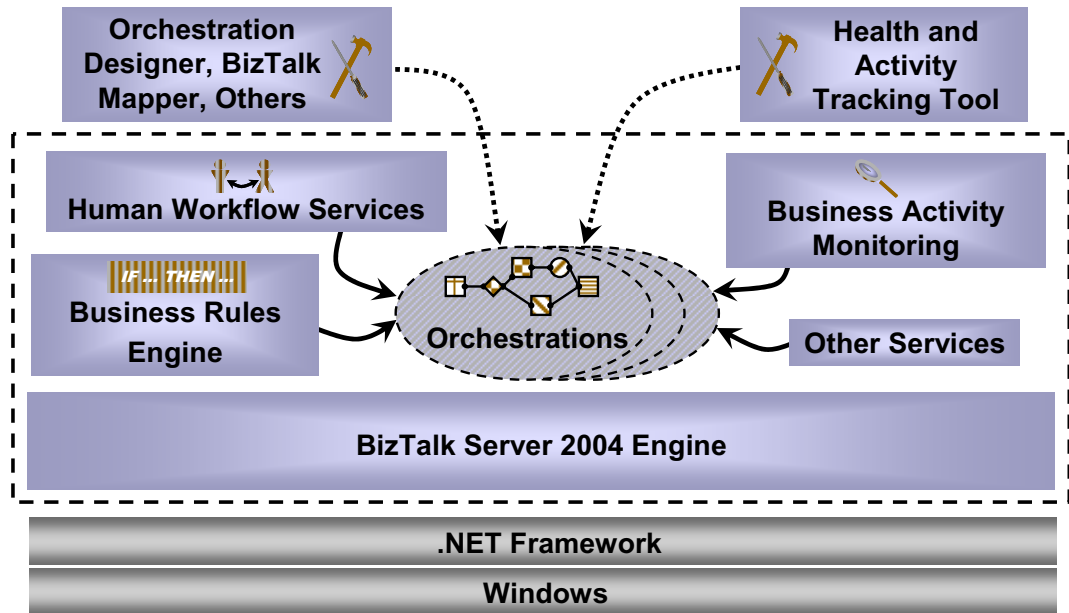 Orchestration
Designer, BizTalk
Mapper, Others
Health and
Activity
Tracking Tool
Human Workflow Services
Business Activity
Monitoring
IF ... THEN ...
Business Rules
Engine
Orchestrations
Other Services
BizTalk Server 2004 Engine
.NET Framework
Windows